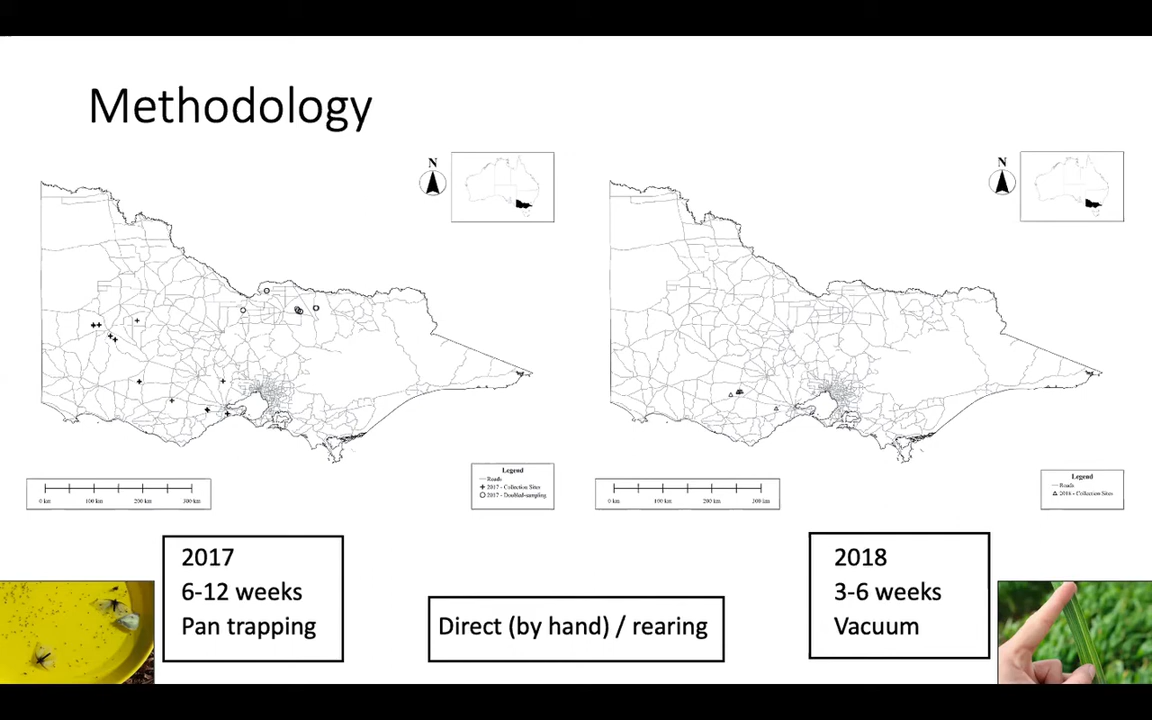 Methodology
N
N
Legend
Roads
2017 - Collection Sites
2017 - Doubled-sampling
0 km 100 km 200 km 300 km
Legend
Roads
2018 - Collection Sites
0 km 100 km 200 km 300 km
2017
6-12 weeks
Pan trapping
Direct (by hand) / rearing
2018
3-6 weeks
Vacuum